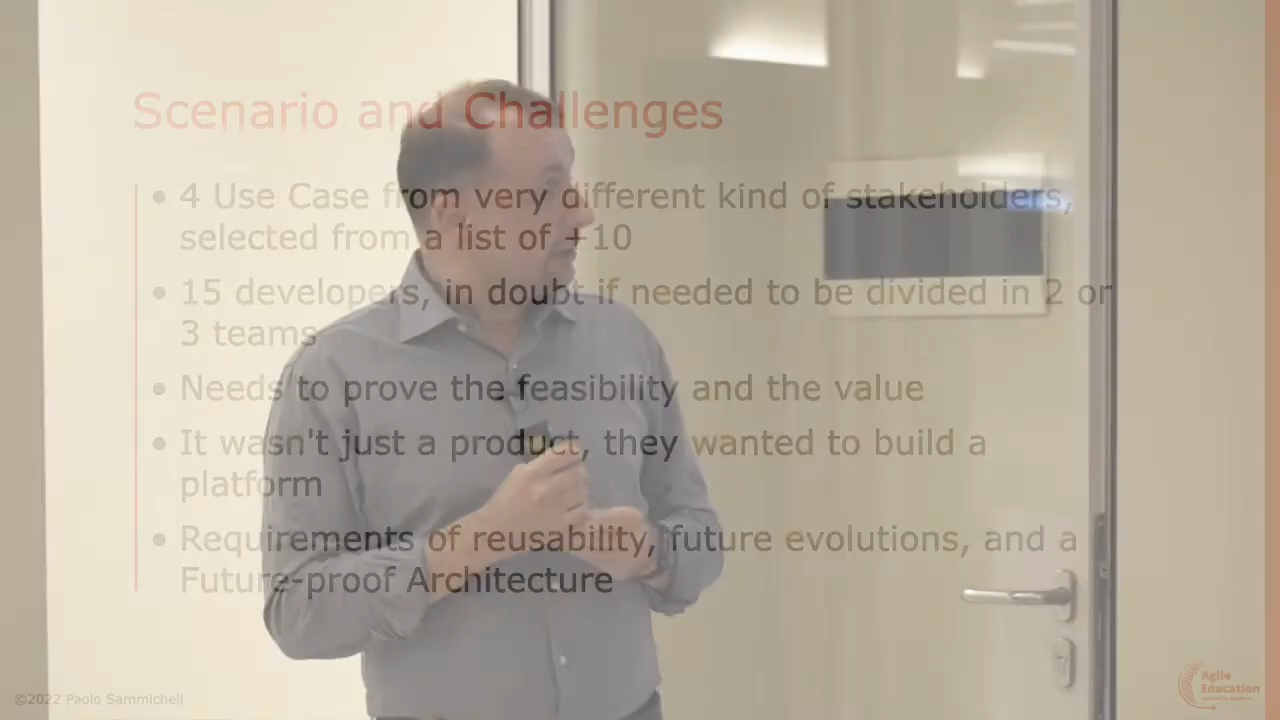 Scenario and Challenges
• 4 Use Case from very different kind of stakeholders,
selected from a list of +10
• 15 developers, in doubt if needed to be divided in 2 or
3 teams
• Needs to prove the feasibility and the value
• It wasn't just a product, they wanted to build a
platform
• Requirements of reusability, future evolutions, and a
Future-proof Architecture
©2022 Paolo Sammicheli
Agile
Education